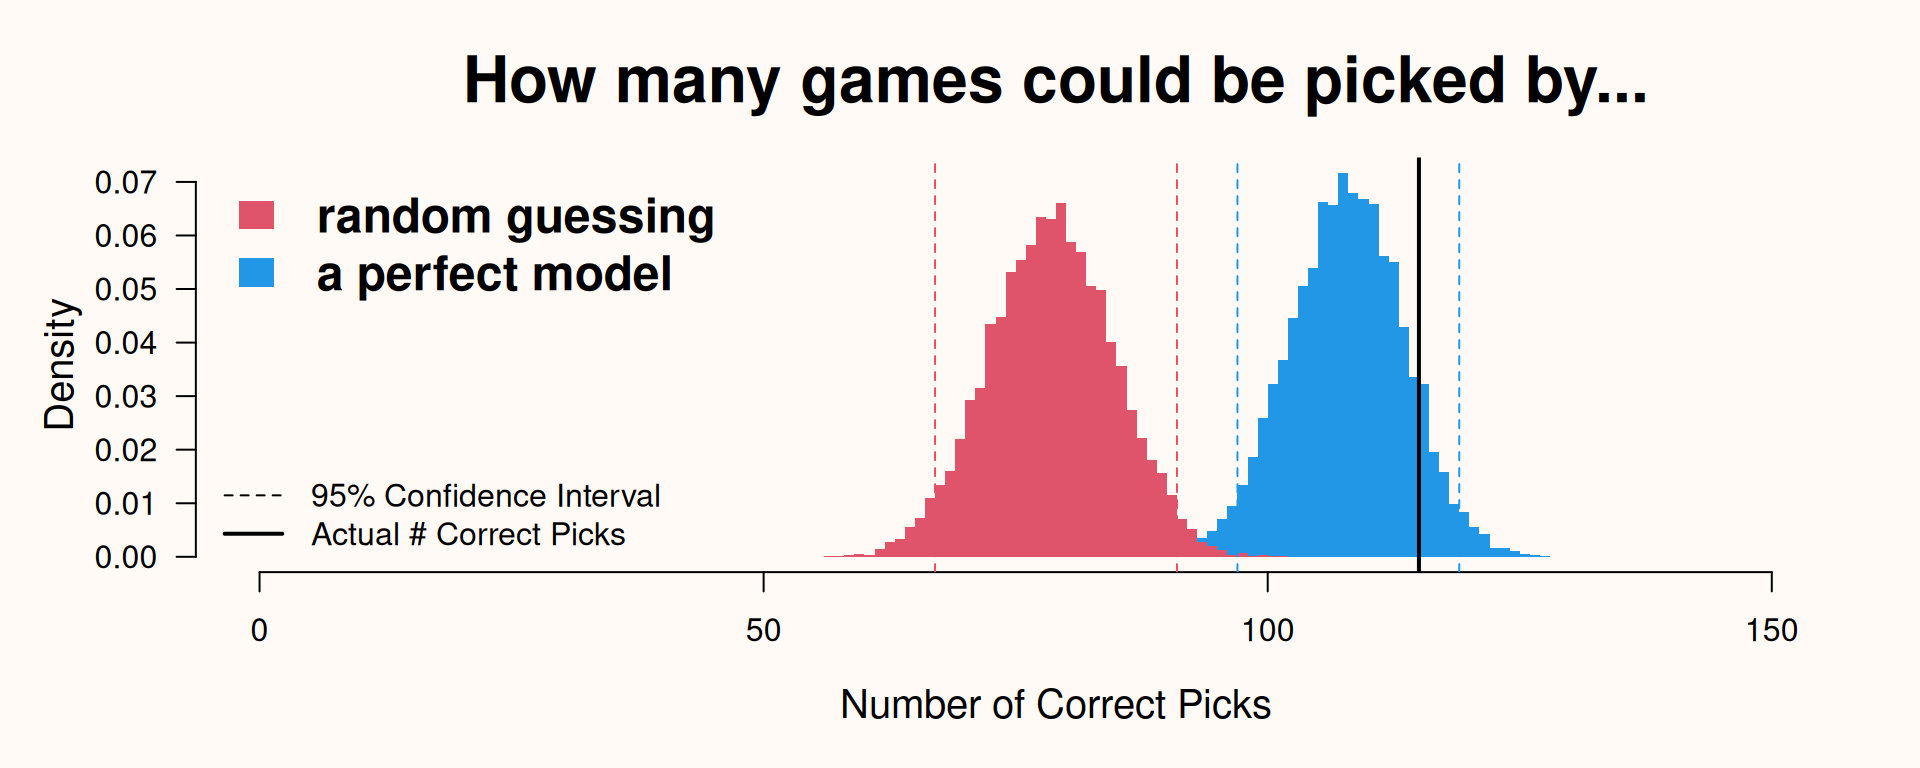 How many games could be picked by...
random guessing
a perfect model
95% Confidence Interval
Actual # Correct Picks
Density
0.07
0.06
0.05
0.04
0.03
0.02
0.01
0.00
0 50 100 150
Number of Correct Picks